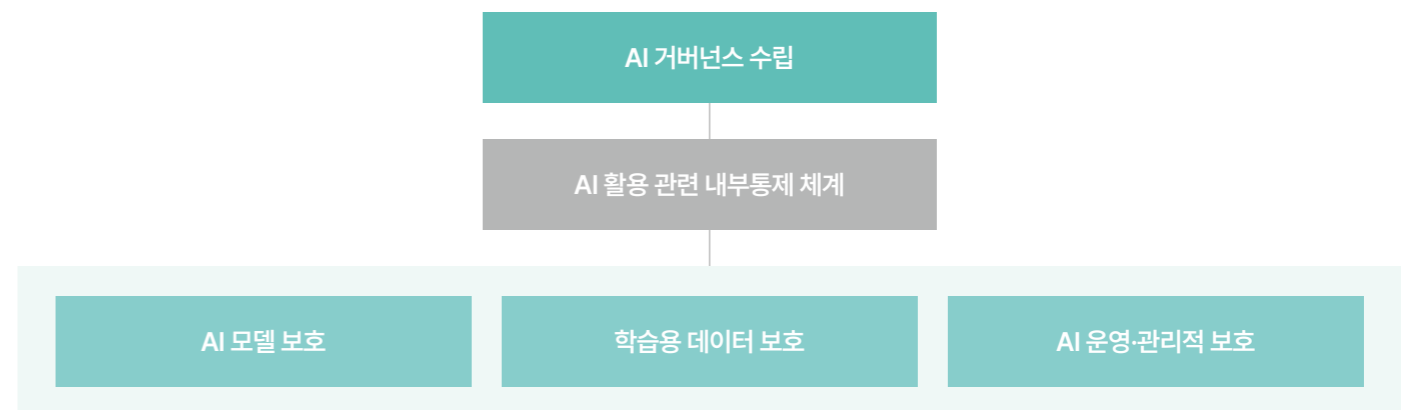 AI 거버넌스 수립
AI 활용 관련 내부통제 체계
AI 모델 보호
학습용 데이터 보호
AI 운영·관리적 보호